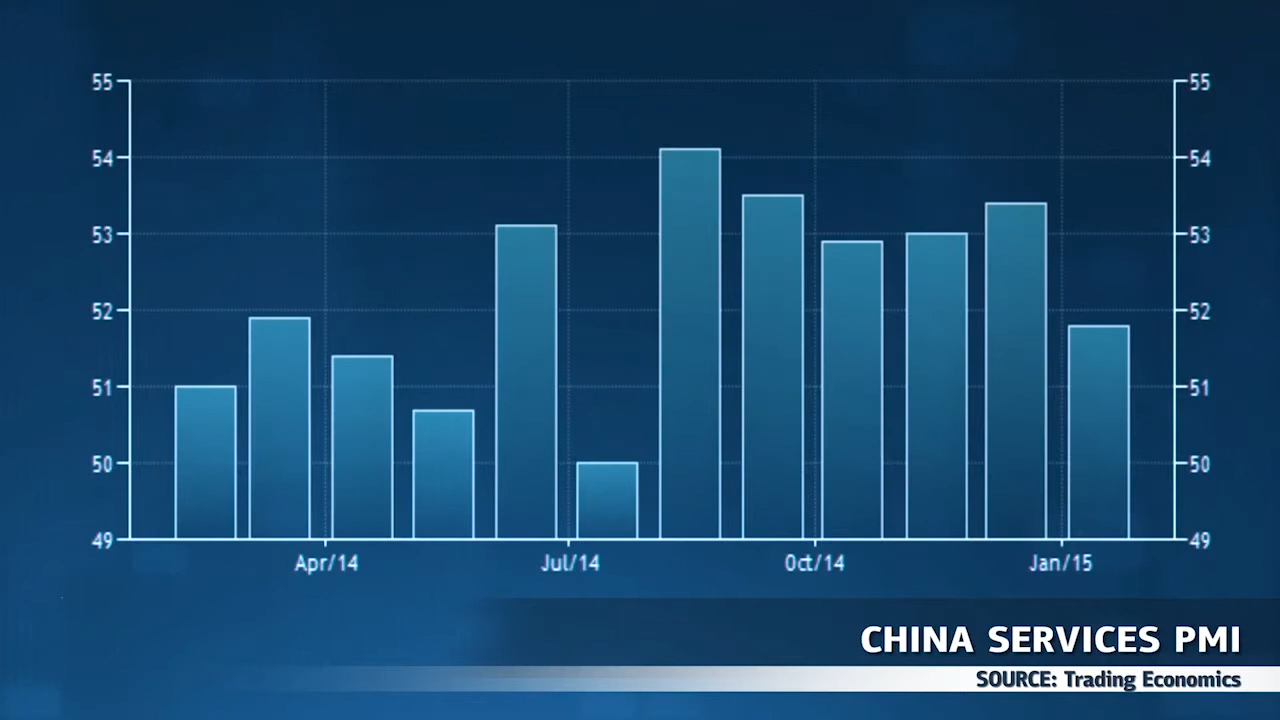 55 55
54 54
53 53
52 52
51 51
50 50
49 49
Apr/14 Jul/14 Oct/14 Jan/15
CHINA SERVICES PMI
SOURCE: Trading Economics